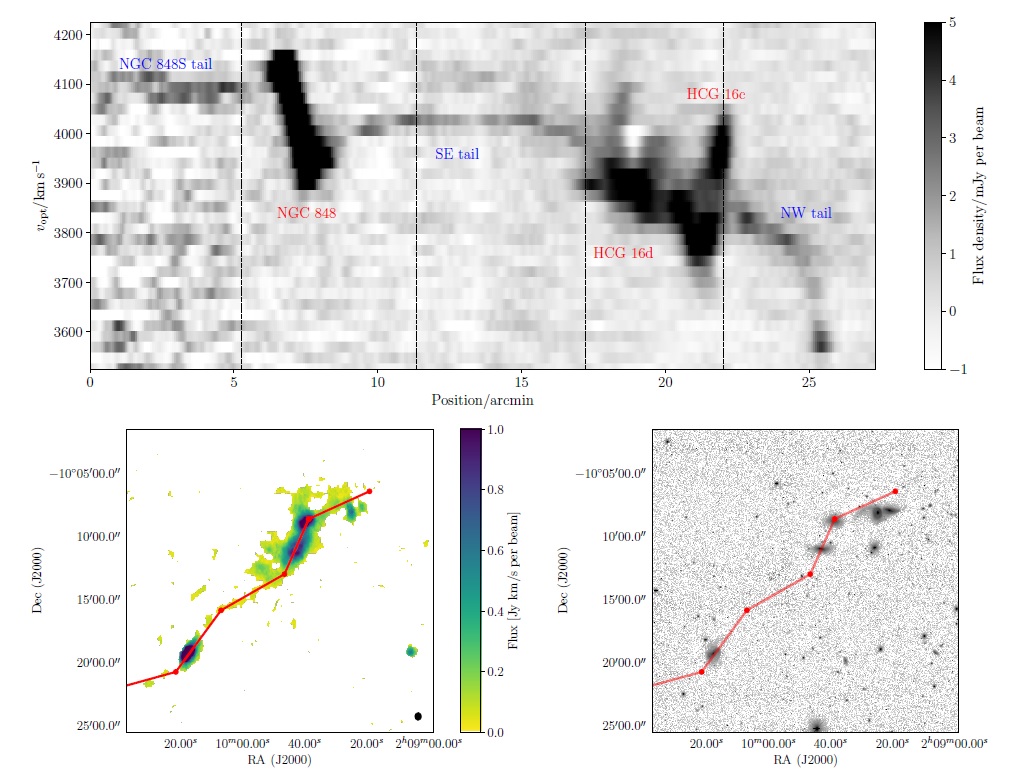 4200
4100
4000
3900
3800
3700
3600
v_opt/km s⁻¹
NGC 848S tail
NGC 848
SE tail
HCG 16d
HCG 16c
NW tail
0 5 10 15 20 25
Position/arcmin
5
4
3
2
1
0
−1
Flux density/mJy per beam
−10°05′00.0″
10′00.0″
15′00.0″
20′00.0″
25′00.0″
Dec (J2000)
20.00ˢ 10ᵐ00.00ˢ 40.00ˢ 20.00ˢ 2ʰ09ᵐ00.00ˢ
RA (J2000)
1.0
0.8
0.6
0.4
0.2
0.0
Flux [Jy km/s per beam]
−10°05′00.0″
10′00.0″
15′00.0″
20′00.0″
25′00.0″
Dec (J2000)
20.00ˢ 10ᵐ00.00ˢ 40.00ˢ 20.00ˢ 2ʰ09ᵐ00.00ˢ
RA (J2000)